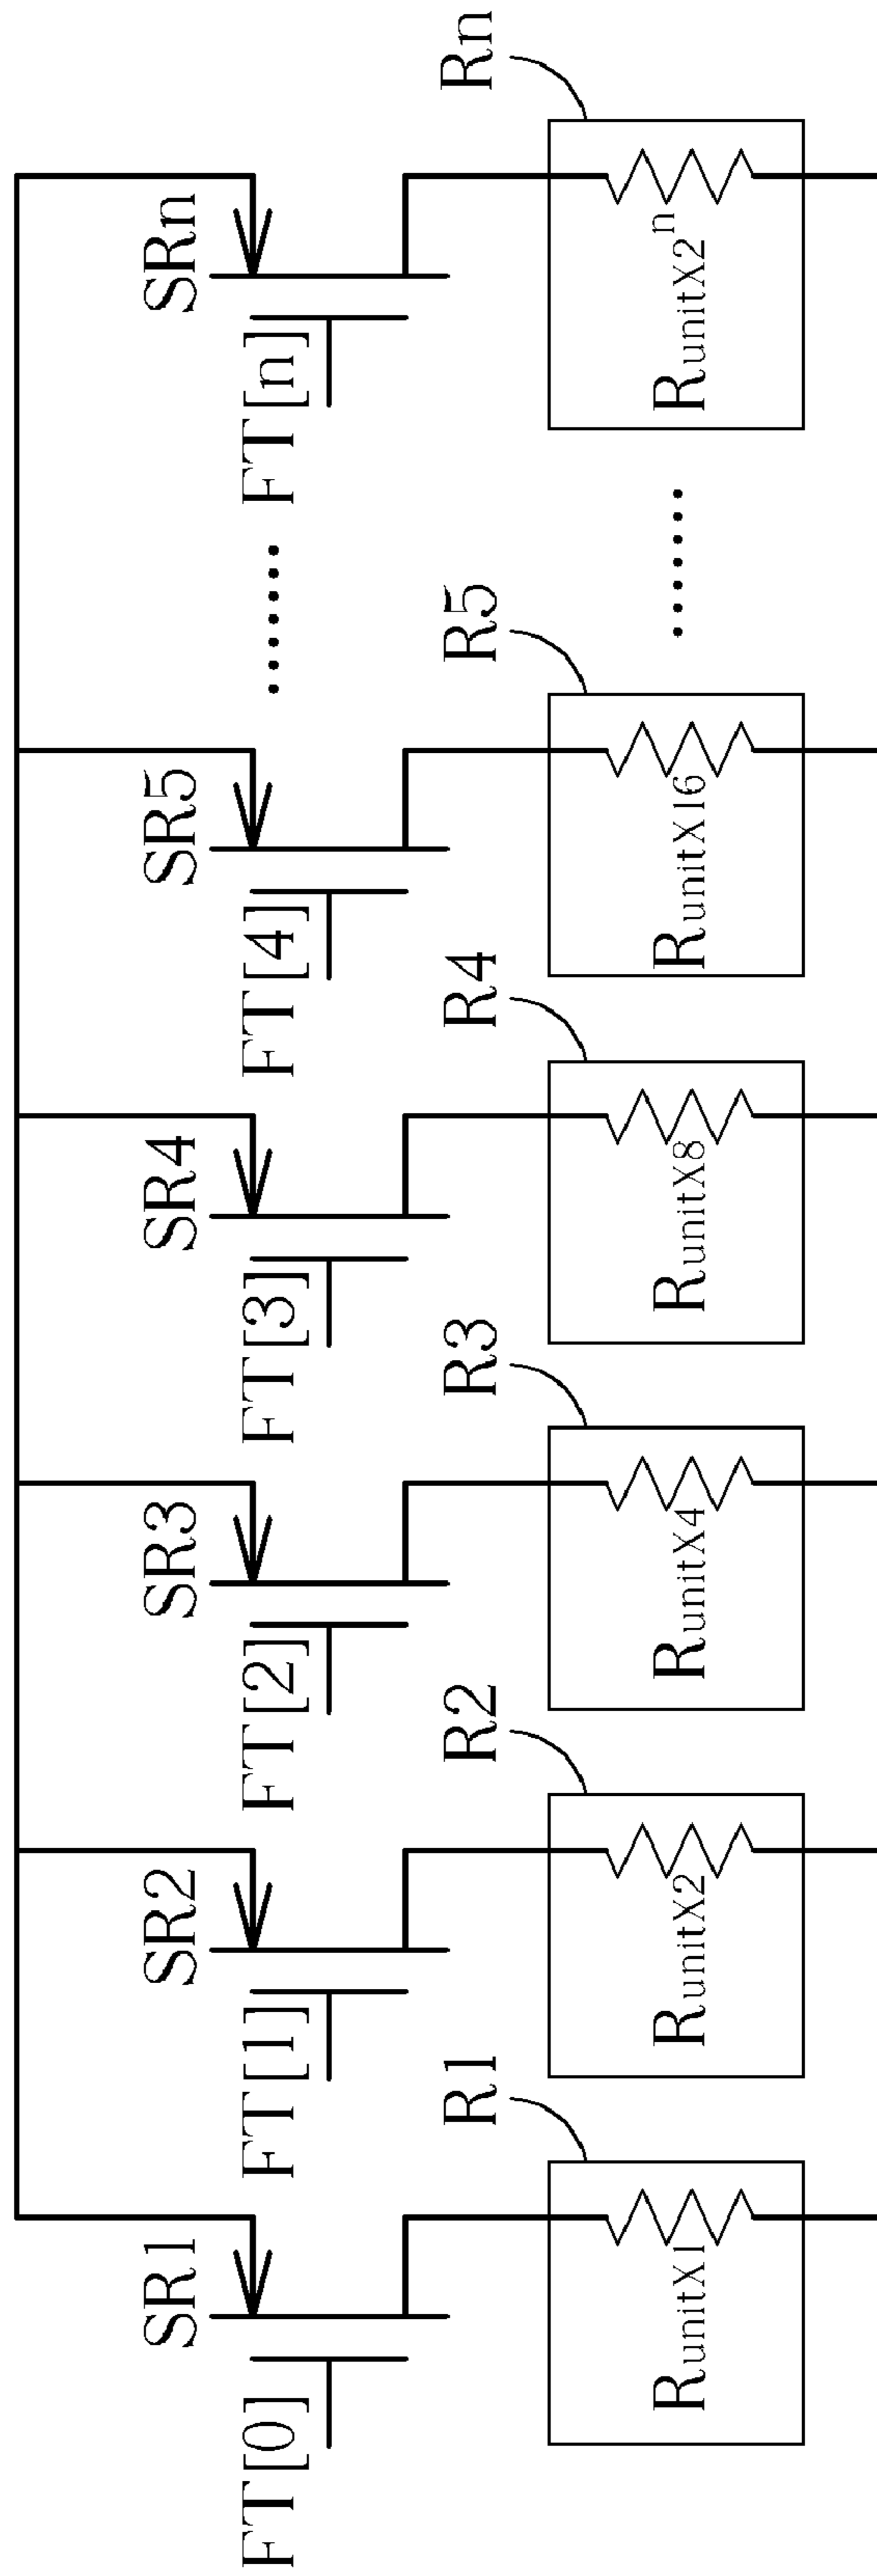 SR1 SR2 SR3 SR4 SR5 SRn
FT[0] FT[1] FT[2] FT[3] FT[4] ...... FT[n]
R1 R2 R3 R4 R5 Rn
RunitX1 RunitX2 RunitX4 RunitX8 RunitX16 ...... RunitX2ⁿ